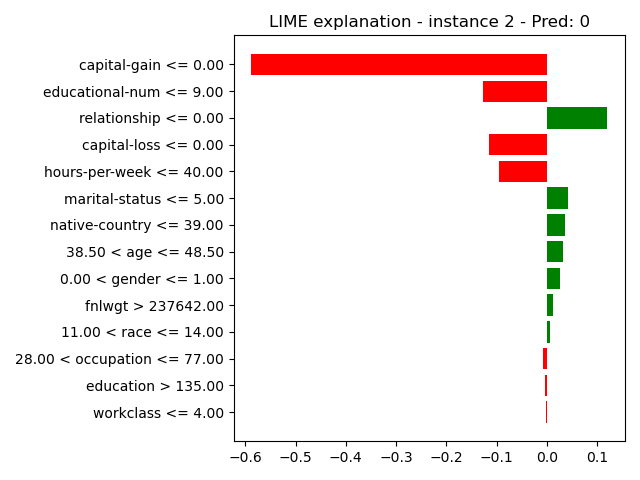 LIME explanation - instance 2 - Pred: 0
capital-gain <= 0.00
educational-num <= 9.00
relationship <= 0.00
capital-loss <= 0.00
hours-per-week <= 40.00
marital-status <= 5.00
native-country <= 39.00
38.50 < age <= 48.50
0.00 < gender <= 1.00
fnlwgt > 237642.00
11.00 < race <= 14.00
28.00 < occupation <= 77.00
education > 135.00
workclass <= 4.00
−0.6 −0.5 −0.4 −0.3 −0.2 −0.1 0.0 0.1